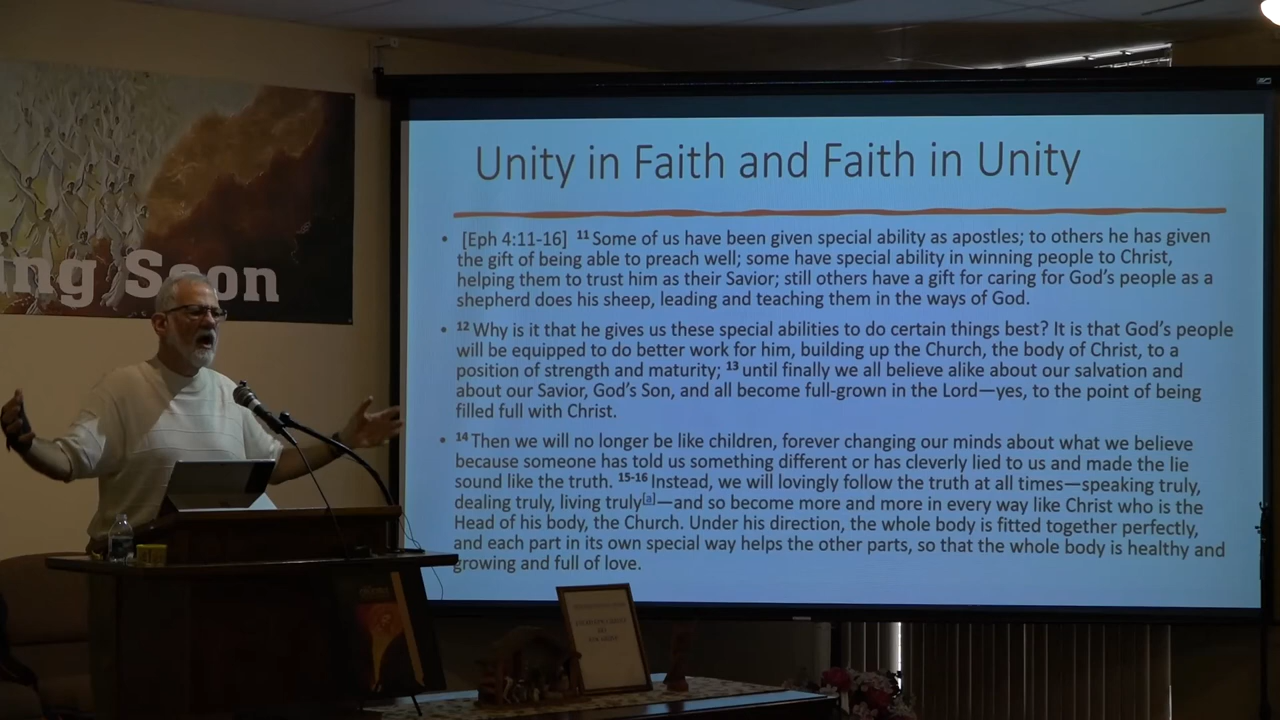 ng Soon
Unity in Faith and Faith in Unity
• [Eph 4:11-16] 11 Some of us have been given special ability as apostles; to others he has given
the gift of being able to preach well; some have special ability in winning people to Christ,
helping them to trust him as their Savior; still others have a gift for caring for God's people as a
shepherd does his sheep, leading and teaching them in the ways of God.
• 12 Why is it that he gives us these special abilities to do certain things best? It is that God's people
will be equipped to do better work for him, building up the Church, the body of Christ, to a
position of strength and maturity; 13 until finally we all believe alike about our salvation and
about our Savior, God's Son, and all become full-grown in the Lord—yes, to the point of being
filled full with Christ.
• 14 Then we will no longer be like children, forever changing our minds about what we believe
because someone has told us something different or has cleverly lied to us and made the lie
sound like the truth. 15-16 Instead, we will lovingly follow the truth at all times—speaking truly,
dealing truly, living truly[a]—and so become more and more in every way like Christ who is the
Head of his body, the Church. Under his direction, the whole body is fitted together perfectly,
and each part in its own special way helps the other parts, so that the whole body is healthy and
growing and full of love.